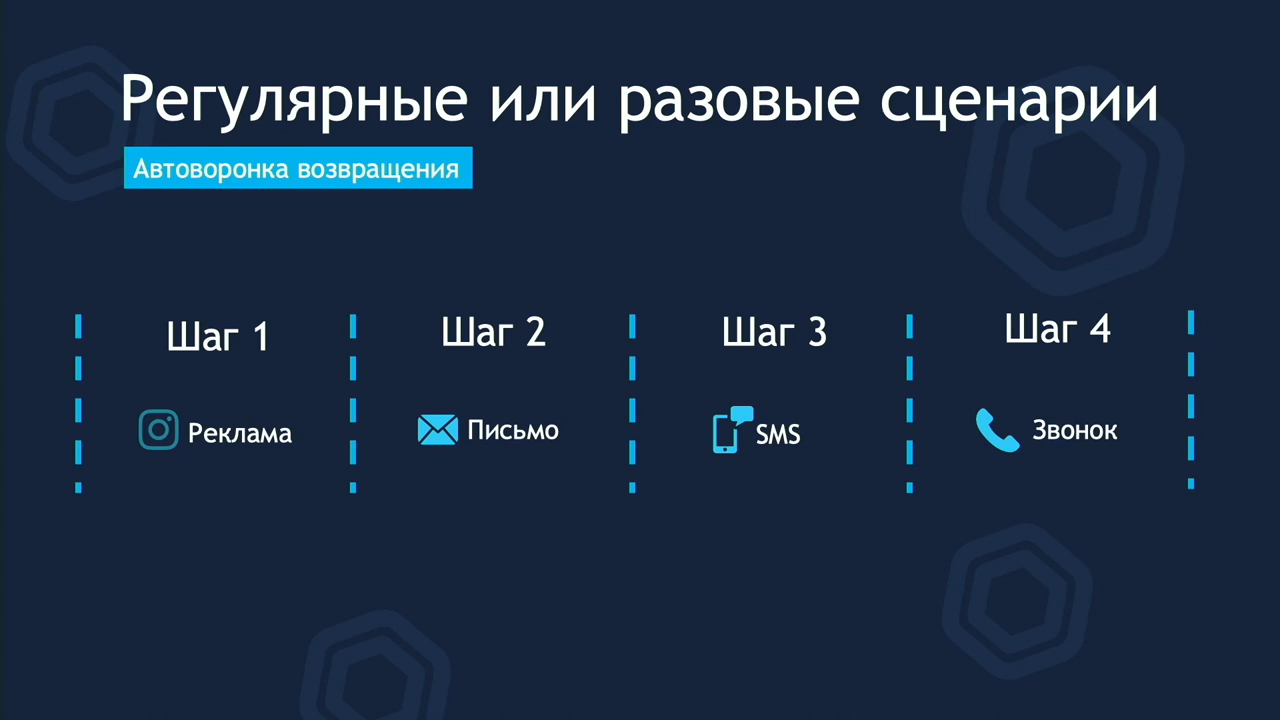 Регулярные или разовые сценарии
Автоворонка возвращения
Шаг 1
Шаг 2
Шаг 3
Шаг 4
Реклама
Письмо
SMS
Звонок